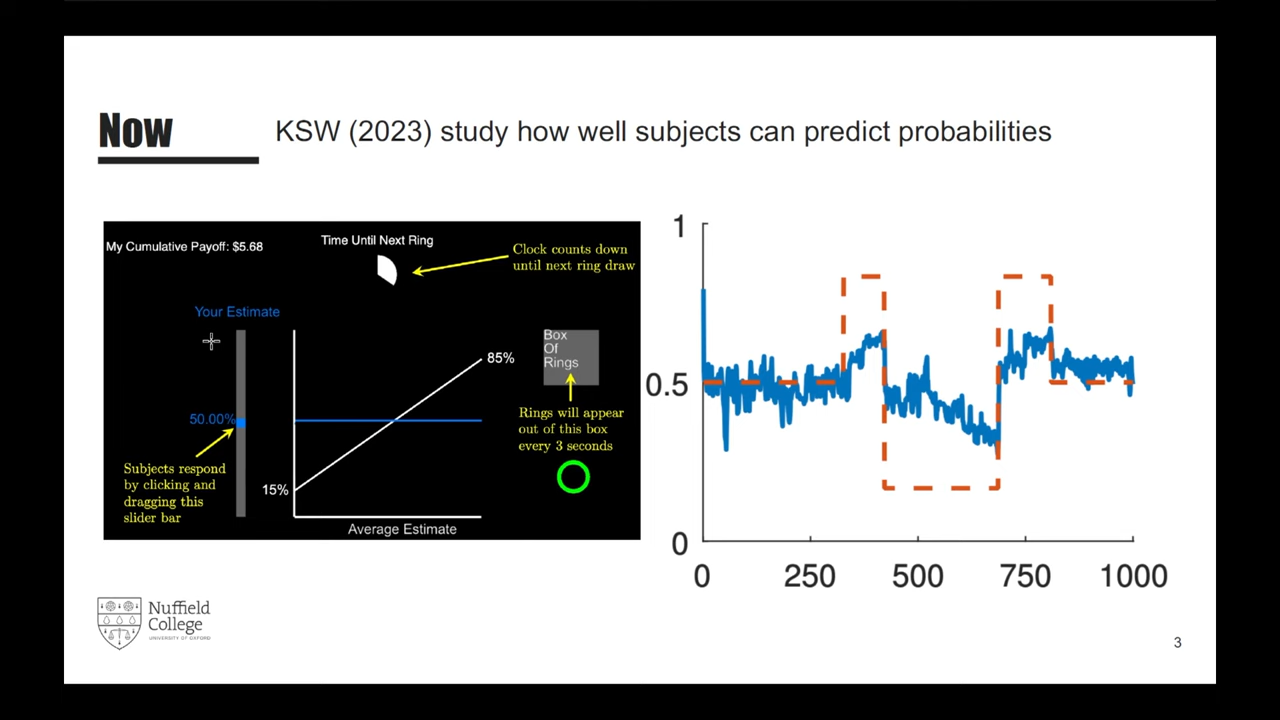 Now
KSW (2023) study how well subjects can predict probabilities
My Cumulative Payoff: $5.68
Time Until Next Ring
Clock counts down
until next ring draw
Your Estimate
50.00%
Subjects respond
by clicking and
dragging this
slider bar
15%
85%
Average Estimate
Box
Of
Rings
Rings will appear
out of this box
every 3 seconds
1
0.5
0
0 250 500 750 1000
Nuffield
College
UNIVERSITY OF OXFORD
3